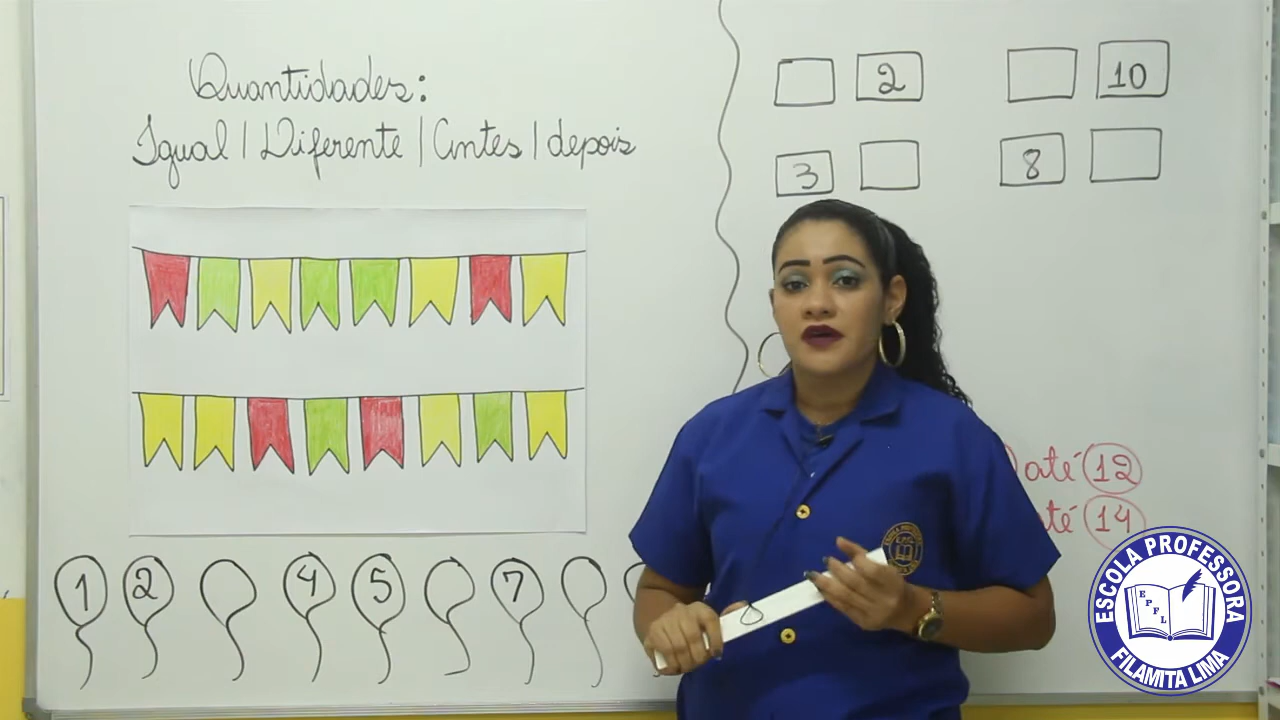 Quantidades:
Igual | Diferente | Antes | depois
2
10
3
8
até 12
até 14
1 2 4 5 7
ESCOLA PROFESSORA
EPFL
FILAMITA LIMA